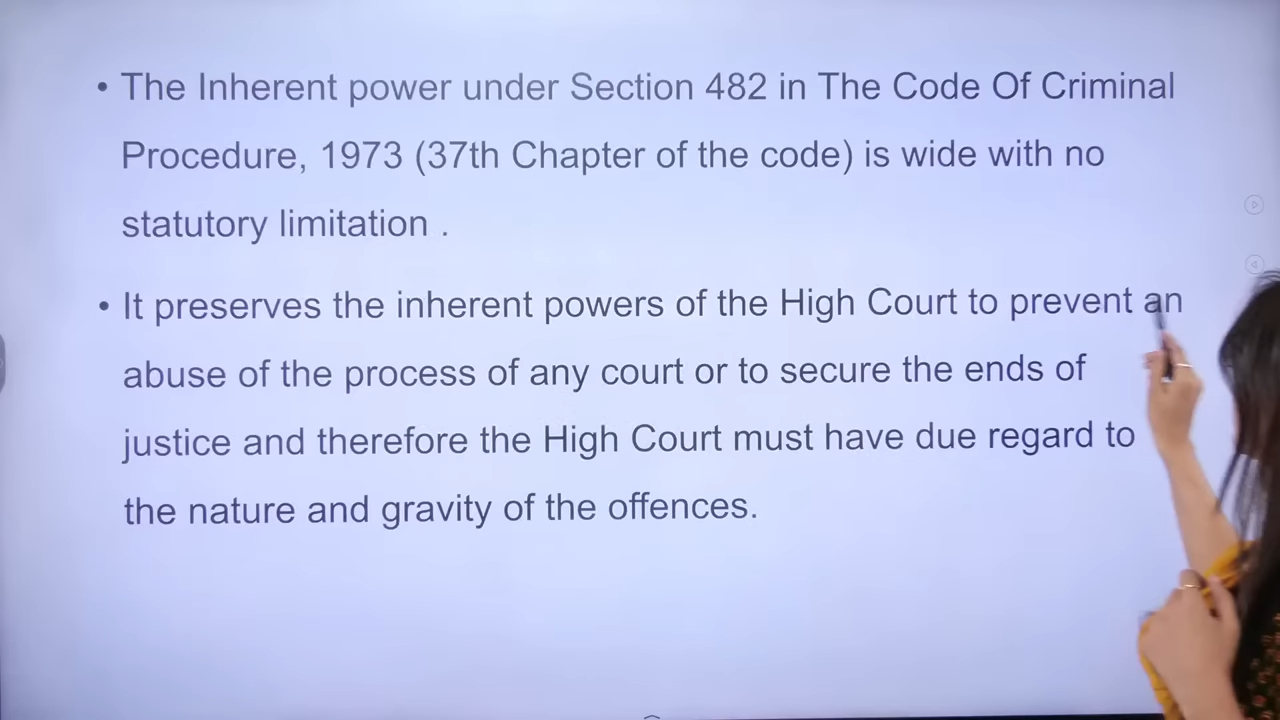 • The Inherent power under Section 482 in The Code Of Criminal
Procedure, 1973 (37th Chapter of the code) is wide with no
statutory limitation .
• It preserves the inherent powers of the High Court to prevent an
abuse of the process of any court or to secure the ends of
justice and therefore the High Court must have due regard to
the nature and gravity of the offences.